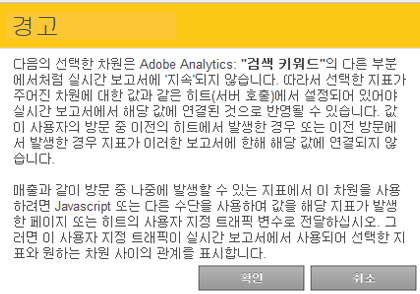 경고
다음의 선택한 차원은 Adobe Analytics: "검색 키워드"의 다른 부분
에서처럼 실시간 보고서에 '지속'되지 않습니다. 따라서 선택한 지표가
주어진 차원에 대한 값과 같은 히트(서버 호출)에서 설정되어 있어야
실시간 보고서에서 해당 값에 연결된 것으로 반영될 수 있습니다. 값
이 사용자의 방문 중 이전의 히트에서 발생한 경우 또는 이전 방문에
서 발생한 경우 지표가 이러한 보고서에 한해 해당 값에 연결되지 않
습니다.
매출과 같이 방문 중 나중에 발생할 수 있는 지표에서 이 차원을 사용
하려면 Javascript 또는 다른 수단을 사용하여 값을 해당 지표가 발생
한 페이지 또는 히트의 사용자 지정 트래픽 변수로 전달하십시오. 그
러면 이 사용자 지정 트래픽이 실시간 보고서에서 사용되어 선택한 지
표와 원하는 차원 사이의 관계를 표시합니다.
확인 취소